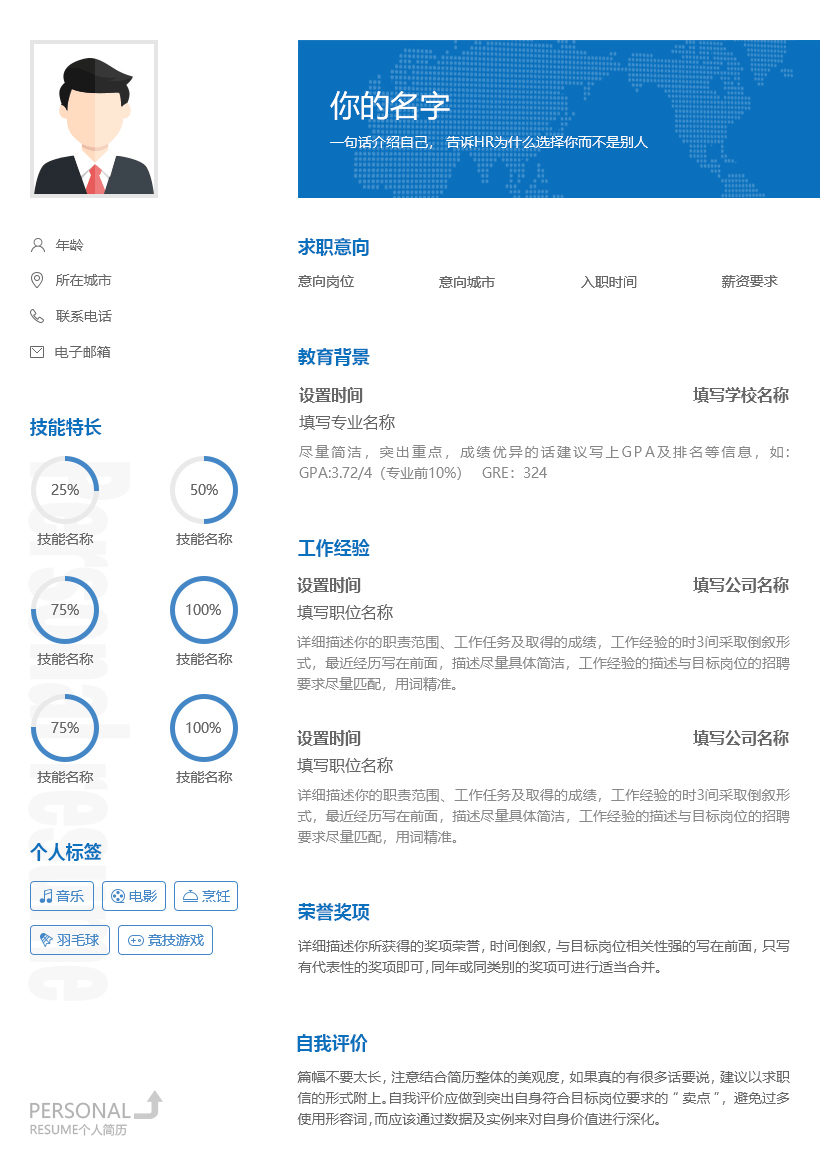 你的名字
一句话介绍自己， 告诉HR为什么选择你而不是别人
年龄
所在城市
联系电话
电子邮箱
技能特长
25%
50%
技能名称
技能名称
75%
100%
技能名称
技能名称
75%
100%
技能名称
技能名称
个人标签
音乐
电影
烹饪
羽毛球
竞技游戏
Personal resume
PERSONAL
RESUME个人简历
求职意向
意向岗位
意向城市
入职时间
薪资要求
教育背景
设置时间
填写学校名称
填写专业名称
尽量简洁，突出重点，成绩优异的话建议写上GPA及排名等信息，如：
GPA:3.72/4（专业前10%） GRE：324
工作经验
设置时间
填写公司名称
填写职位名称
详细描述你的职责范围、工作任务及取得的成绩，工作经验的时3间采取倒叙形
式，最近经历写在前面，描述尽量具体简洁，工作经验的描述与目标岗位的招聘
要求尽量匹配，用词精准。
设置时间
填写公司名称
填写职位名称
详细描述你的职责范围、工作任务及取得的成绩，工作经验的时3间采取倒叙形
式，最近经历写在前面，描述尽量具体简洁，工作经验的描述与目标岗位的招聘
要求尽量匹配，用词精准。
荣誉奖项
详细描述你所获得的奖项荣誉，时间倒叙，与目标岗位相关性强的写在前面，只写
有代表性的奖项即可，同年或同类别的奖项可进行适当合并。
自我评价
篇幅不要太长，注意结合简历整体的美观度，如果真的有很多话要说，建议以求职
信的形式附上。自我评价应做到突出自身符合目标岗位要求的“卖点”，避免过多
使用形容词，而应该通过数据及实例来对自身价值进行深化。